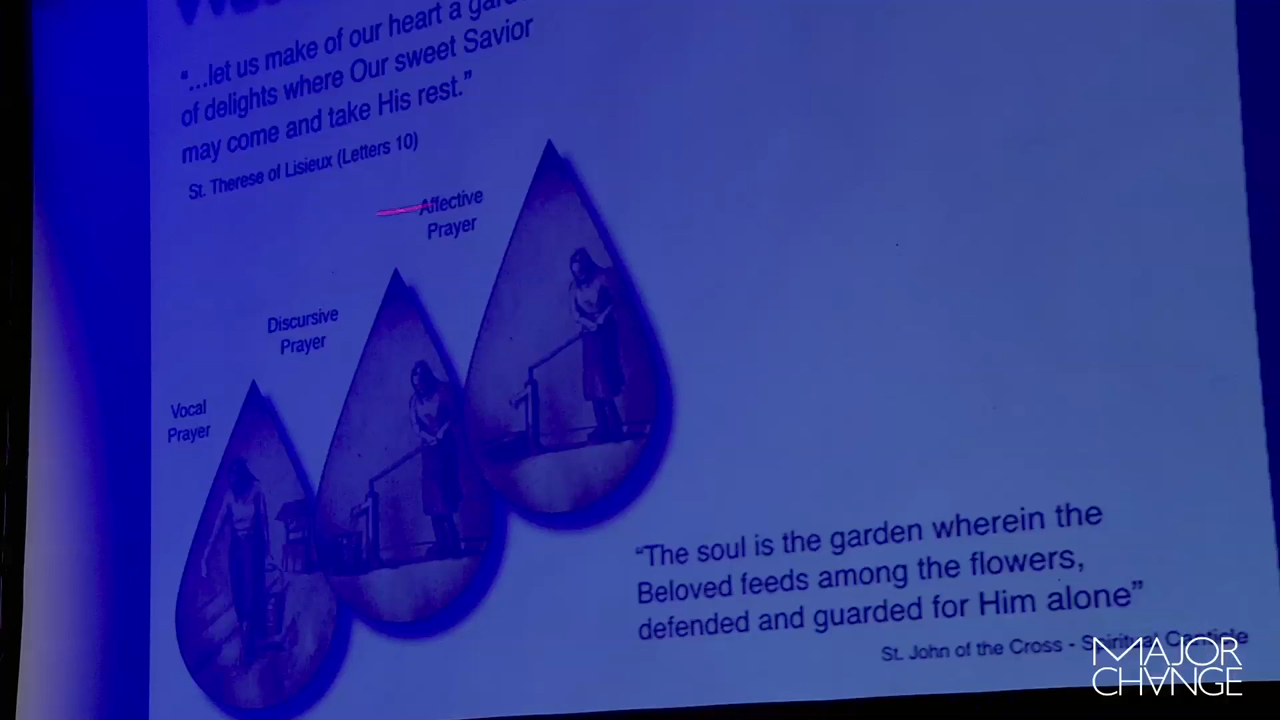 "...let us make of our heart a
of delights where Our sweet Savior
may come and take His rest."
St. Therese of Lisieux (Letters 10)
Affective
Prayer
Discursive
Prayer
Vocal
Prayer
"The soul is the garden wherein the
Beloved feeds among the flowers,
defended and guarded for Him alone"
St. John of the Cross - Spiritual Canticle
MAJOR
CHANGE